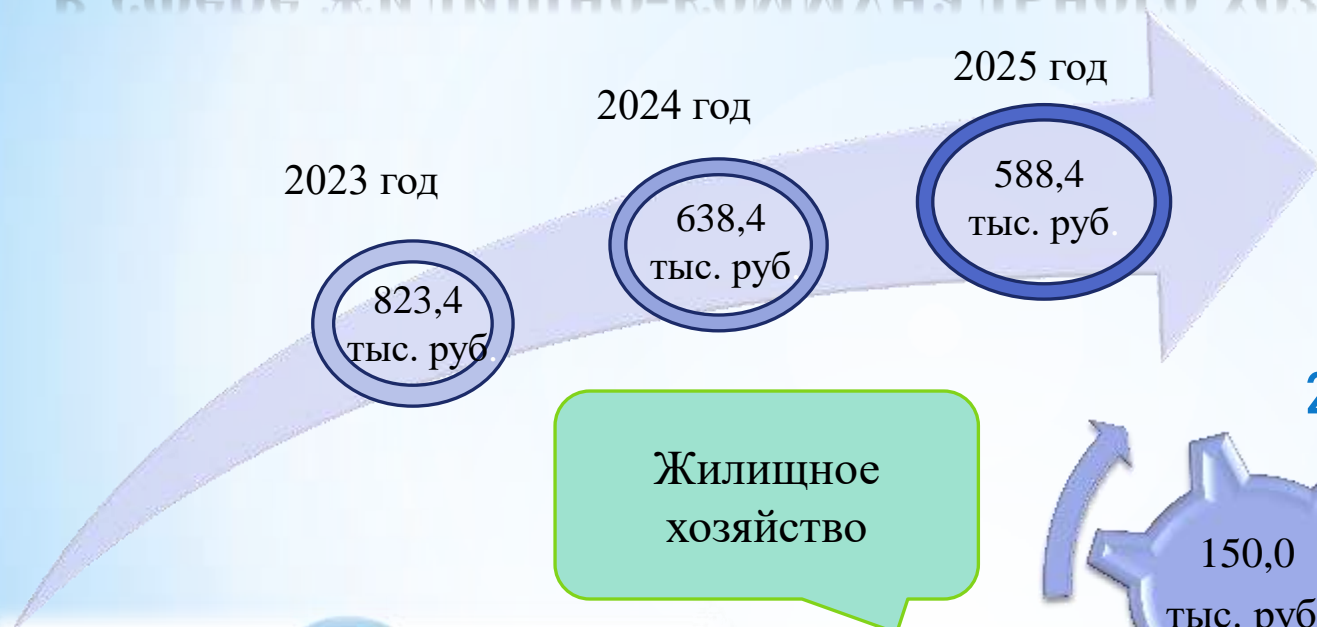 2025 год
2024 год
2023 год
588,4
тыс. руб.
638,4
тыс. руб.
823,4
тыс. руб.
Жилищное
хозяйство
150,0
тыс. руб